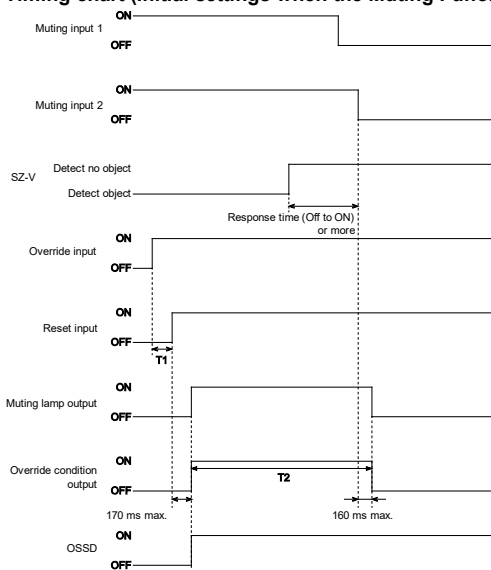 Timing chart (Initial settings when the Muting Func
Muting input 1
ON
OFF
Muting input 2
ON
OFF
SZ-V
Detect no object
Detect object
Response time (Off to ON)
or more
Override input
ON
OFF
Reset input
ON
OFF
T1
Muting lamp output
ON
OFF
Override condition
output
ON
OFF
T2
170 ms max.
160 ms max.
OSSD
ON
OFF